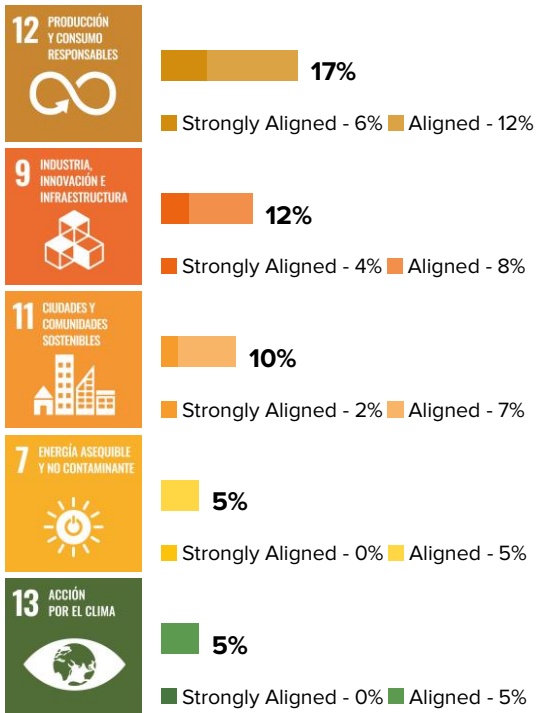 12 PRODUCCIÓN
Y CONSUMO
RESPONSABLES
17%
Strongly Aligned - 6% Aligned - 12%
9 INDUSTRIA,
INNOVACIÓN E
INFRAESTRUCTURA
12%
Strongly Aligned - 4% Aligned - 8%
11 CIUDADES Y
COMUNIDADES
SOSTENIBLES
10%
Strongly Aligned - 2% Aligned - 7%
7 ENERGÍA ASEQUIBLE
Y NO CONTAMINANTE
5%
Strongly Aligned - 0% Aligned - 5%
13 ACCIÓN
POR EL CLIMA
5%
Strongly Aligned - 0% Aligned - 5%